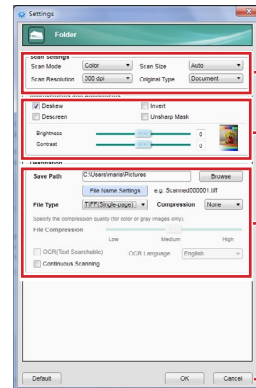 Settings
Folder
Scan Settings
Scan Mode Color Scan Size Auto
Scan Resolution 300 dpi Original Type Document
Deskew Invert
Descreen Unsharp Mask
Brightness 0
Contrast 0
Destination
Save Path C:\Users\maria\Pictures Browse
File Name Settings e.g. Scanned000001.tiff
File Type TIFF(Single-page) Compression None
Specify the compression quality (for color or gray images only).
File Compression
Low Medium High
OCR(Text Searchable) OCR Language English
Continuous Scanning
Default OK Cancel